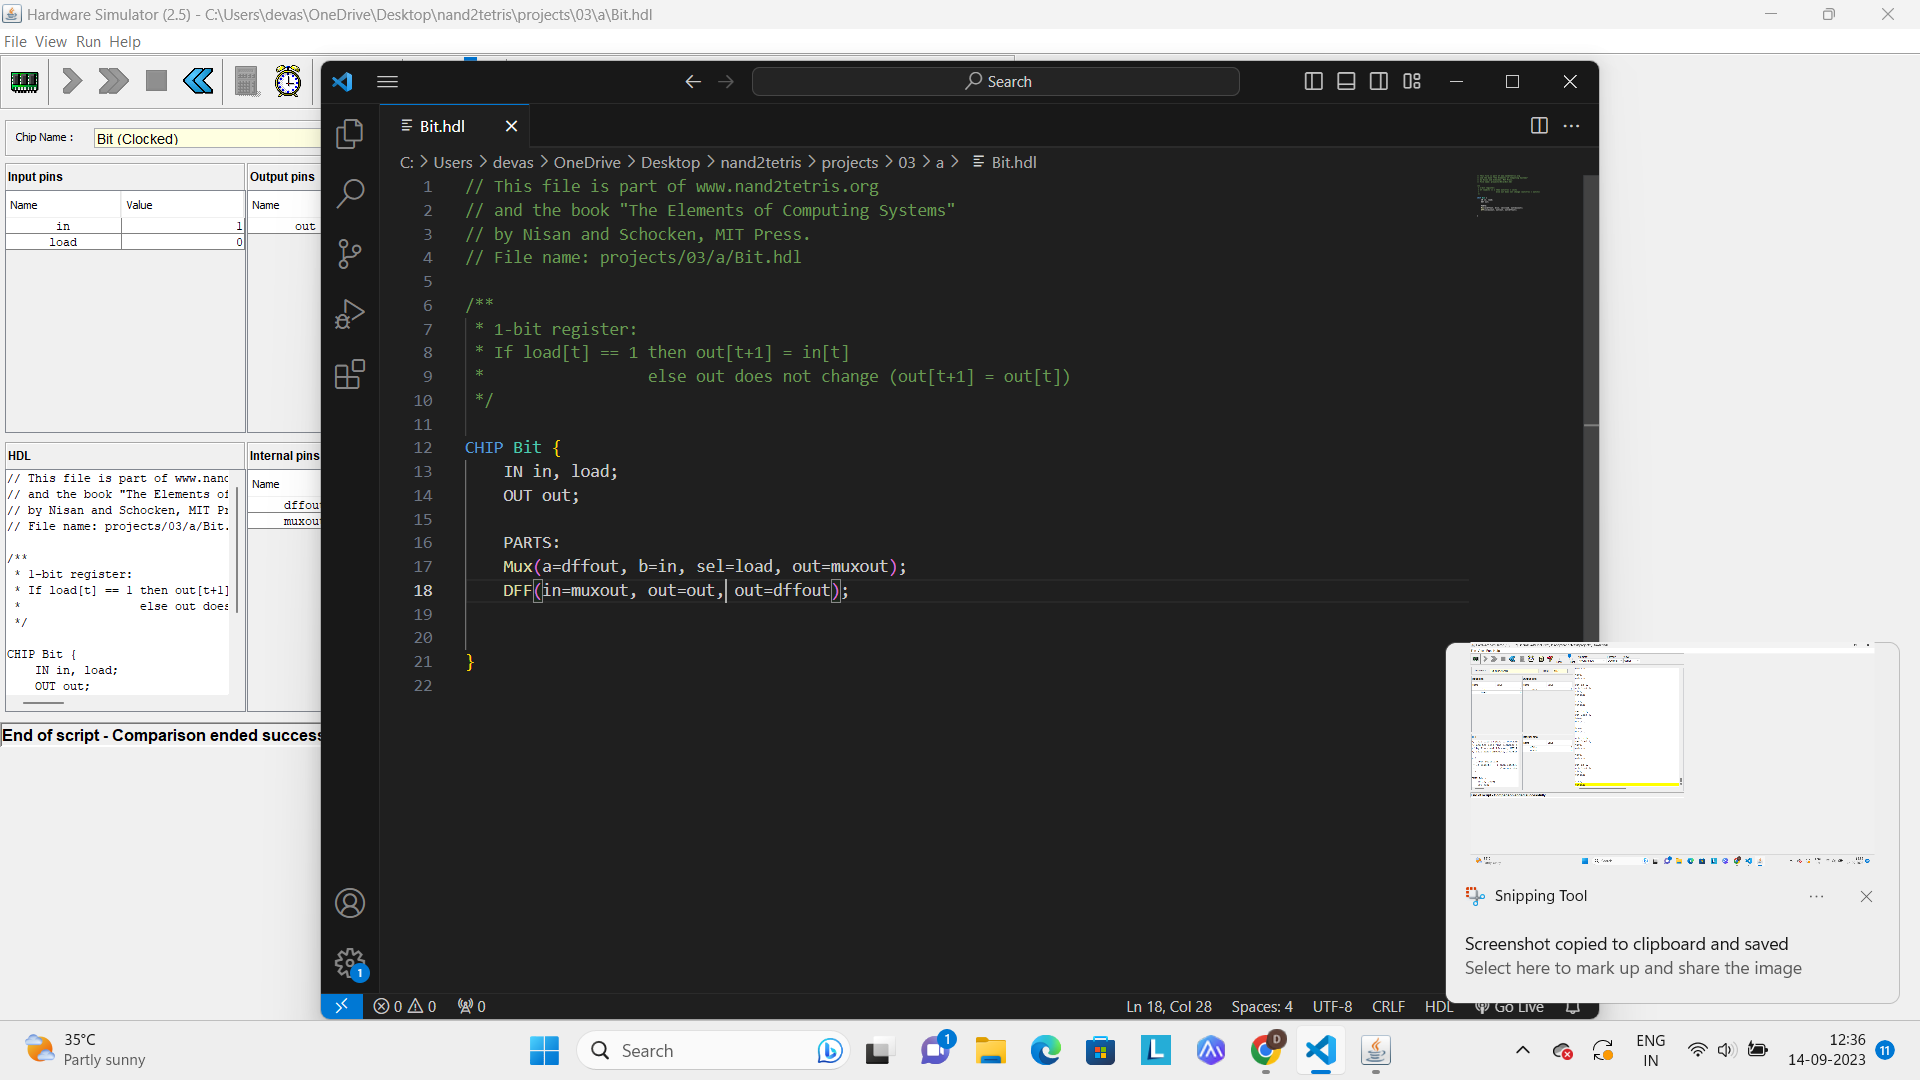 Hardware Simulator (2.5) - C:\Users\devas\OneDrive\Desktop\nand2tetris\projects\03\a\Bit.hdl
File View Run Help
Chip Name :
Bit (Clocked)
Input pins
Output pins
Name
Value
Name
in
1
out
load
0
HDL
Internal pins
Name
// This file is part of www.nand
// and the book "The Elements of
// by Nisan and Schocken, MIT Pr
// File name: projects/03/a/Bit.
/**
* 1-bit register:
* If load[t] == 1 then out[t+1]
* else out does
*/
CHIP Bit {
IN in, load;
OUT out;
dffout
muxout
End of script - Comparison ended success
Search
Bit.hdl
C: > Users > devas > OneDrive > Desktop > nand2tetris > projects > 03 > a > Bit.hdl
1 // This file is part of www.nand2tetris.org
2 // and the book "The Elements of Computing Systems"
3 // by Nisan and Schocken, MIT Press.
4 // File name: projects/03/a/Bit.hdl
5
6 /**
7 * 1-bit register:
8 * If load[t] == 1 then out[t+1] = in[t]
9 * else out does not change (out[t+1] = out[t])
10 */
11
12 CHIP Bit {
13 IN in, load;
14 OUT out;
15
16 PARTS:
17 Mux(a=dffout, b=in, sel=load, out=muxout);
18 DFF(in=muxout, out=out, out=dffout);
19
20
21 }
22
1
0 0 0
Ln 18, Col 28 Spaces: 4 UTF-8 CRLF HDL Go Live
Snipping Tool
Screenshot copied to clipboard and saved
Select here to mark up and share the image
35°C
Partly sunny
Search
1
D
ENG
IN
12:36
14-09-2023
11